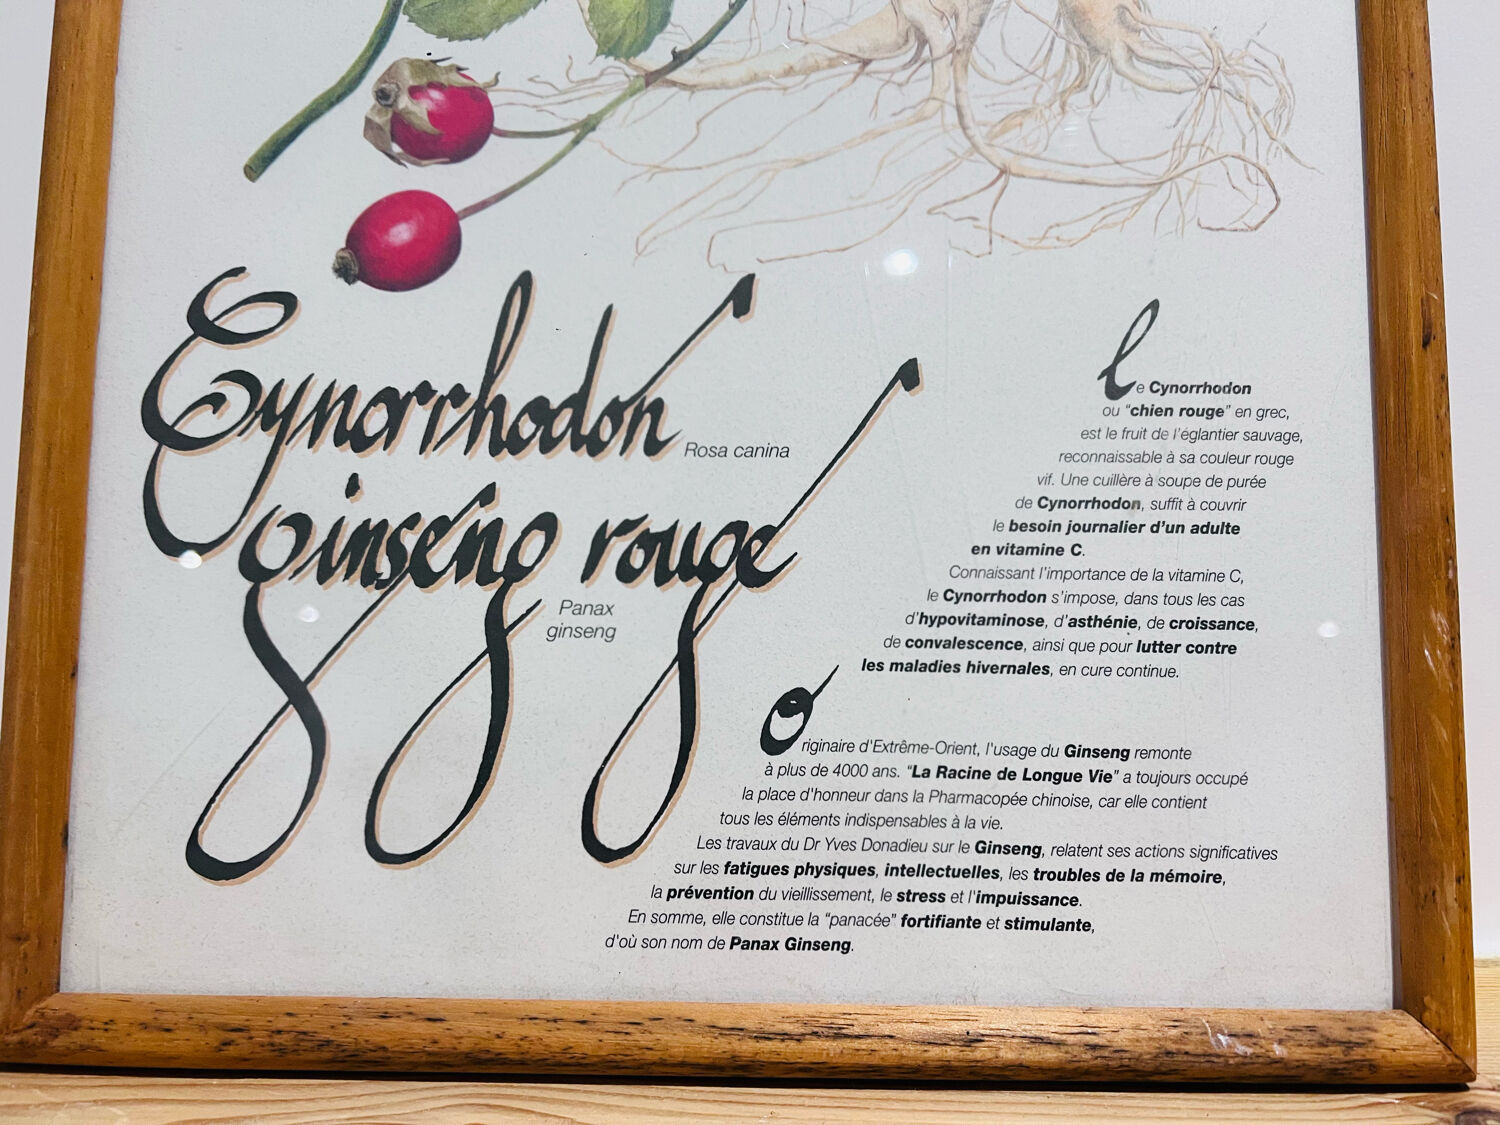 Cynorrhodon
Rosa canina
ginseng rouge
Panax
ginseng
Le Cynorrhodon
ou “chien rouge” en grec,
est le fruit de l'églantier sauvage,
reconnaissable à sa couleur rouge
vif. Une cuillère à soupe de purée
de Cynorrhodon, suffit à couvrir
le besoin journalier d'un adulte
en vitamine C.
Connaissant l'importance de la vitamine C,
le Cynorrhodon s'impose, dans tous les cas
d'hypovitaminose, d'asthénie, de croissance,
de convalescence, ainsi que pour lutter contre
les maladies hivernales, en cure continue.
Originaire d'Extrême-Orient, l'usage du Ginseng remonte
à plus de 4000 ans. “La Racine de Longue Vie” a toujours occupé
la place d'honneur dans la Pharmacopée chinoise, car elle contient
tous les éléments indispensables à la vie.
Les travaux du Dr Yves Donadieu sur le Ginseng, relatent ses actions significatives
sur les fatigues physiques, intellectuelles, les troubles de la mémoire,
la prévention du vieillissement, le stress et l'impuissance.
En somme, elle constitue la “panacée” fortifiante et stimulante,
d'où son nom de Panax Ginseng.